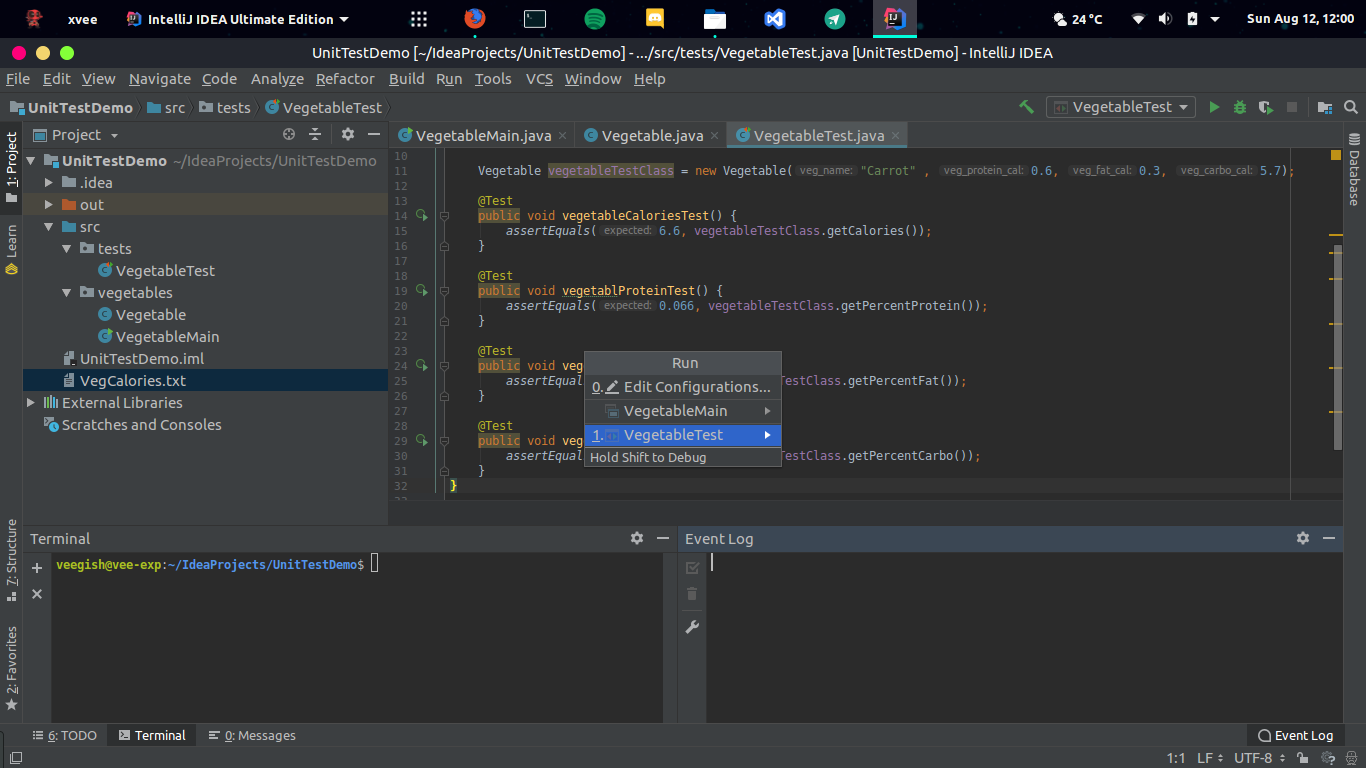 xvee IntelliJ IDEA Ultimate Edition 24 °C Sun Aug 12, 12:00
UnitTestDemo [~/IdeaProjects/UnitTestDemo] - .../src/tests/VegetableTest.java [UnitTestDemo] - IntelliJ IDEA
File Edit View Navigate Code Analyze Refactor Build Run Tools VCS Window Help
UnitTestDemo src tests VegetableTest VegetableTest
Project
VegetableMain.java Vegetable.java VegetableTest.java
1: Project
Learn
7: Structure
2: Favorites
UnitTestDemo ~/IdeaProjects/UnitTestDemo
.idea
out
src
tests
VegetableTest
vegetables
Vegetable
VegetableMain
UnitTestDemo.iml
VegCalories.txt
External Libraries
Scratches and Consoles
10
11 Vegetable vegetableTestClass = new Vegetable( veg_name: "Carrot" , veg_protein_cal: 0.6, veg_fat_cal: 0.3, veg_carbo_cal: 5.7);
12
13 @Test
14 public void vegetableCaloriesTest() {
15 assertEquals( expected: 6.6, vegetableTestClass.getCalories());
16 }
17
18 @Test
19 public void vegetablProteinTest() {
20 assertEquals( expected: 0.066, vegetableTestClass.getPercentProtein());
21 }
22
23 @Test
24 public void veg
25 assertEqual TestClass.getPercentFat());
26 }
27
28 @Test
29 public void veg
30 assertEqual TestClass.getPercentCarbo());
31 }
32 }
Run
0. Edit Configurations...
VegetableMain
1. VegetableTest
Hold Shift to Debug
Database
Terminal
veegish@vee-exp:~/IdeaProjects/UnitTestDemo$
Event Log
6: TODO Terminal 0: Messages Event Log
1:1 LF UTF-8